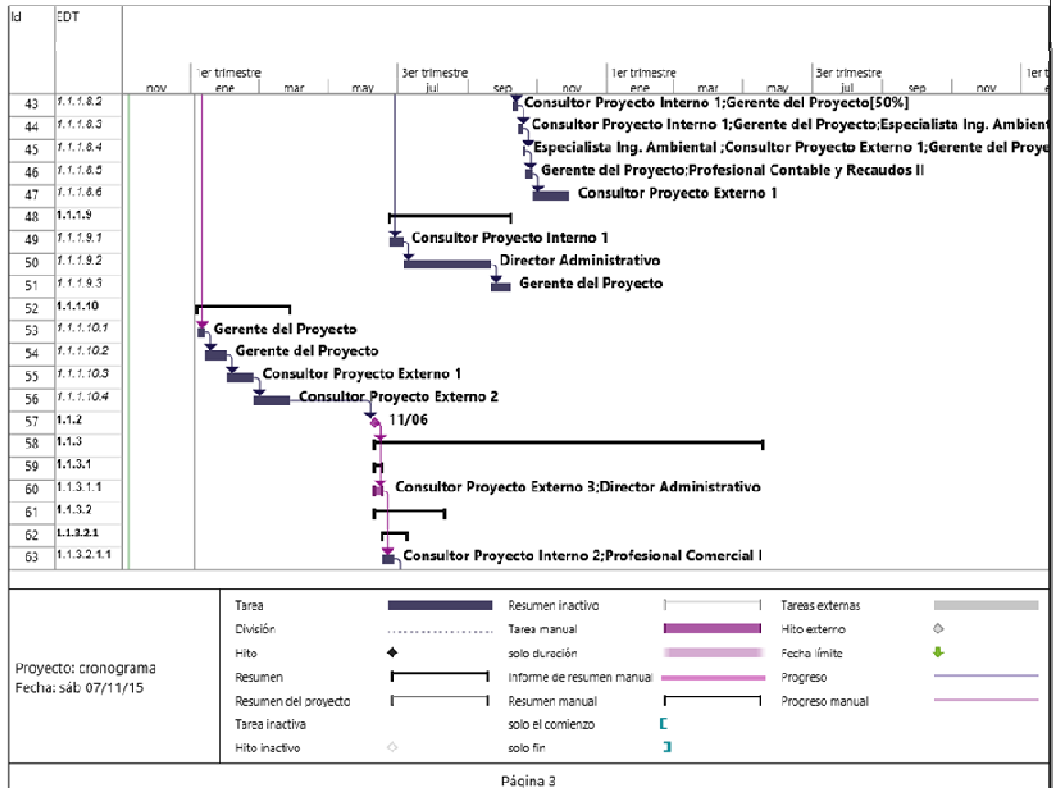 Id EDT
1er trimestre 3er trimestre 1er trimestre 3er trimestre 1er t
nov ene mar may jul sep nov ene mar may jul sep nov e
43 1.1.1.8.2 Consultor Proyecto Interno 1;Gerente del Proyecto[50%]
44 1.1.1.8.3 Consultor Proyecto Interno 1;Gerente del Proyecto;Especialista Ing. Ambient
45 1.1.1.8.4 Especialista Ing. Ambiental ;Consultor Proyecto Externo 1;Gerente del Proye
46 1.1.1.8.5 Gerente del Proyecto;Profesional Contable y Recaudos II
47 1.1.1.8.6 Consultor Proyecto Externo 1
48 1.1.1.9
49 1.1.1.9.1 Consultor Proyecto Interno 1
50 1.1.1.9.2 Director Administrativo
51 1.1.1.9.3 Gerente del Proyecto
52 1.1.1.10
53 1.1.1.10.1 Gerente del Proyecto
54 1.1.1.10.2 Gerente del Proyecto
55 1.1.1.10.3 Consultor Proyecto Externo 1
56 1.1.1.10.4 Consultor Proyecto Externo 2
57 1.1.2 11/06
58 1.1.3
59 1.1.3.1
60 1.1.3.1.1 Consultor Proyecto Externo 3;Director Administrativo
61 1.1.3.2
62 1.1.3.2.1
63 1.1.3.2.1.1 Consultor Proyecto Interno 2;Profesional Comercial I
Proyecto: cronograma
Fecha: sáb 07/11/15
Tarea Resumen inactivo Tareas externas
División Tarea manual Hito externo
Hito solo duración Fecha límite
Resumen Informe de resumen manual Progreso
Resumen del proyecto Resumen manual Progreso manual
Tarea inactiva solo el comienzo
Hito inactivo solo fin
Página 3